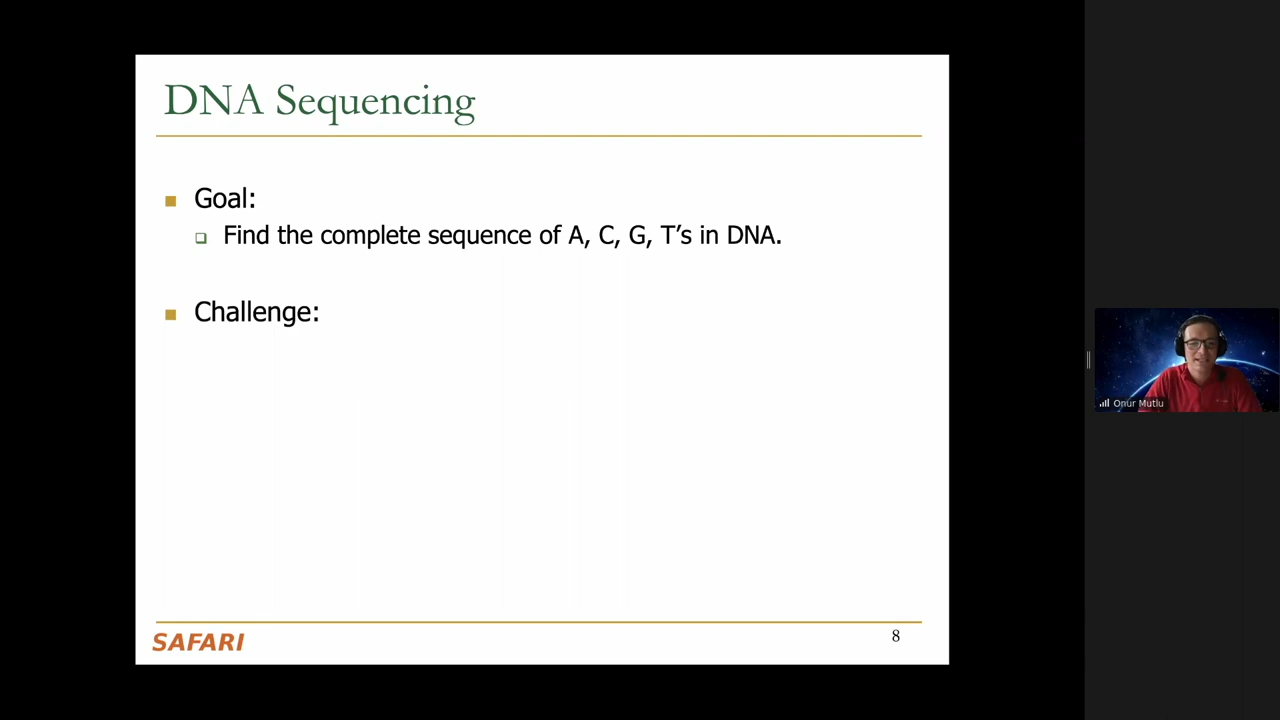 DNA Sequencing
Goal:
Find the complete sequence of A, C, G, T’s in DNA.
Challenge:
SAFARI
8
Onur Mutlu